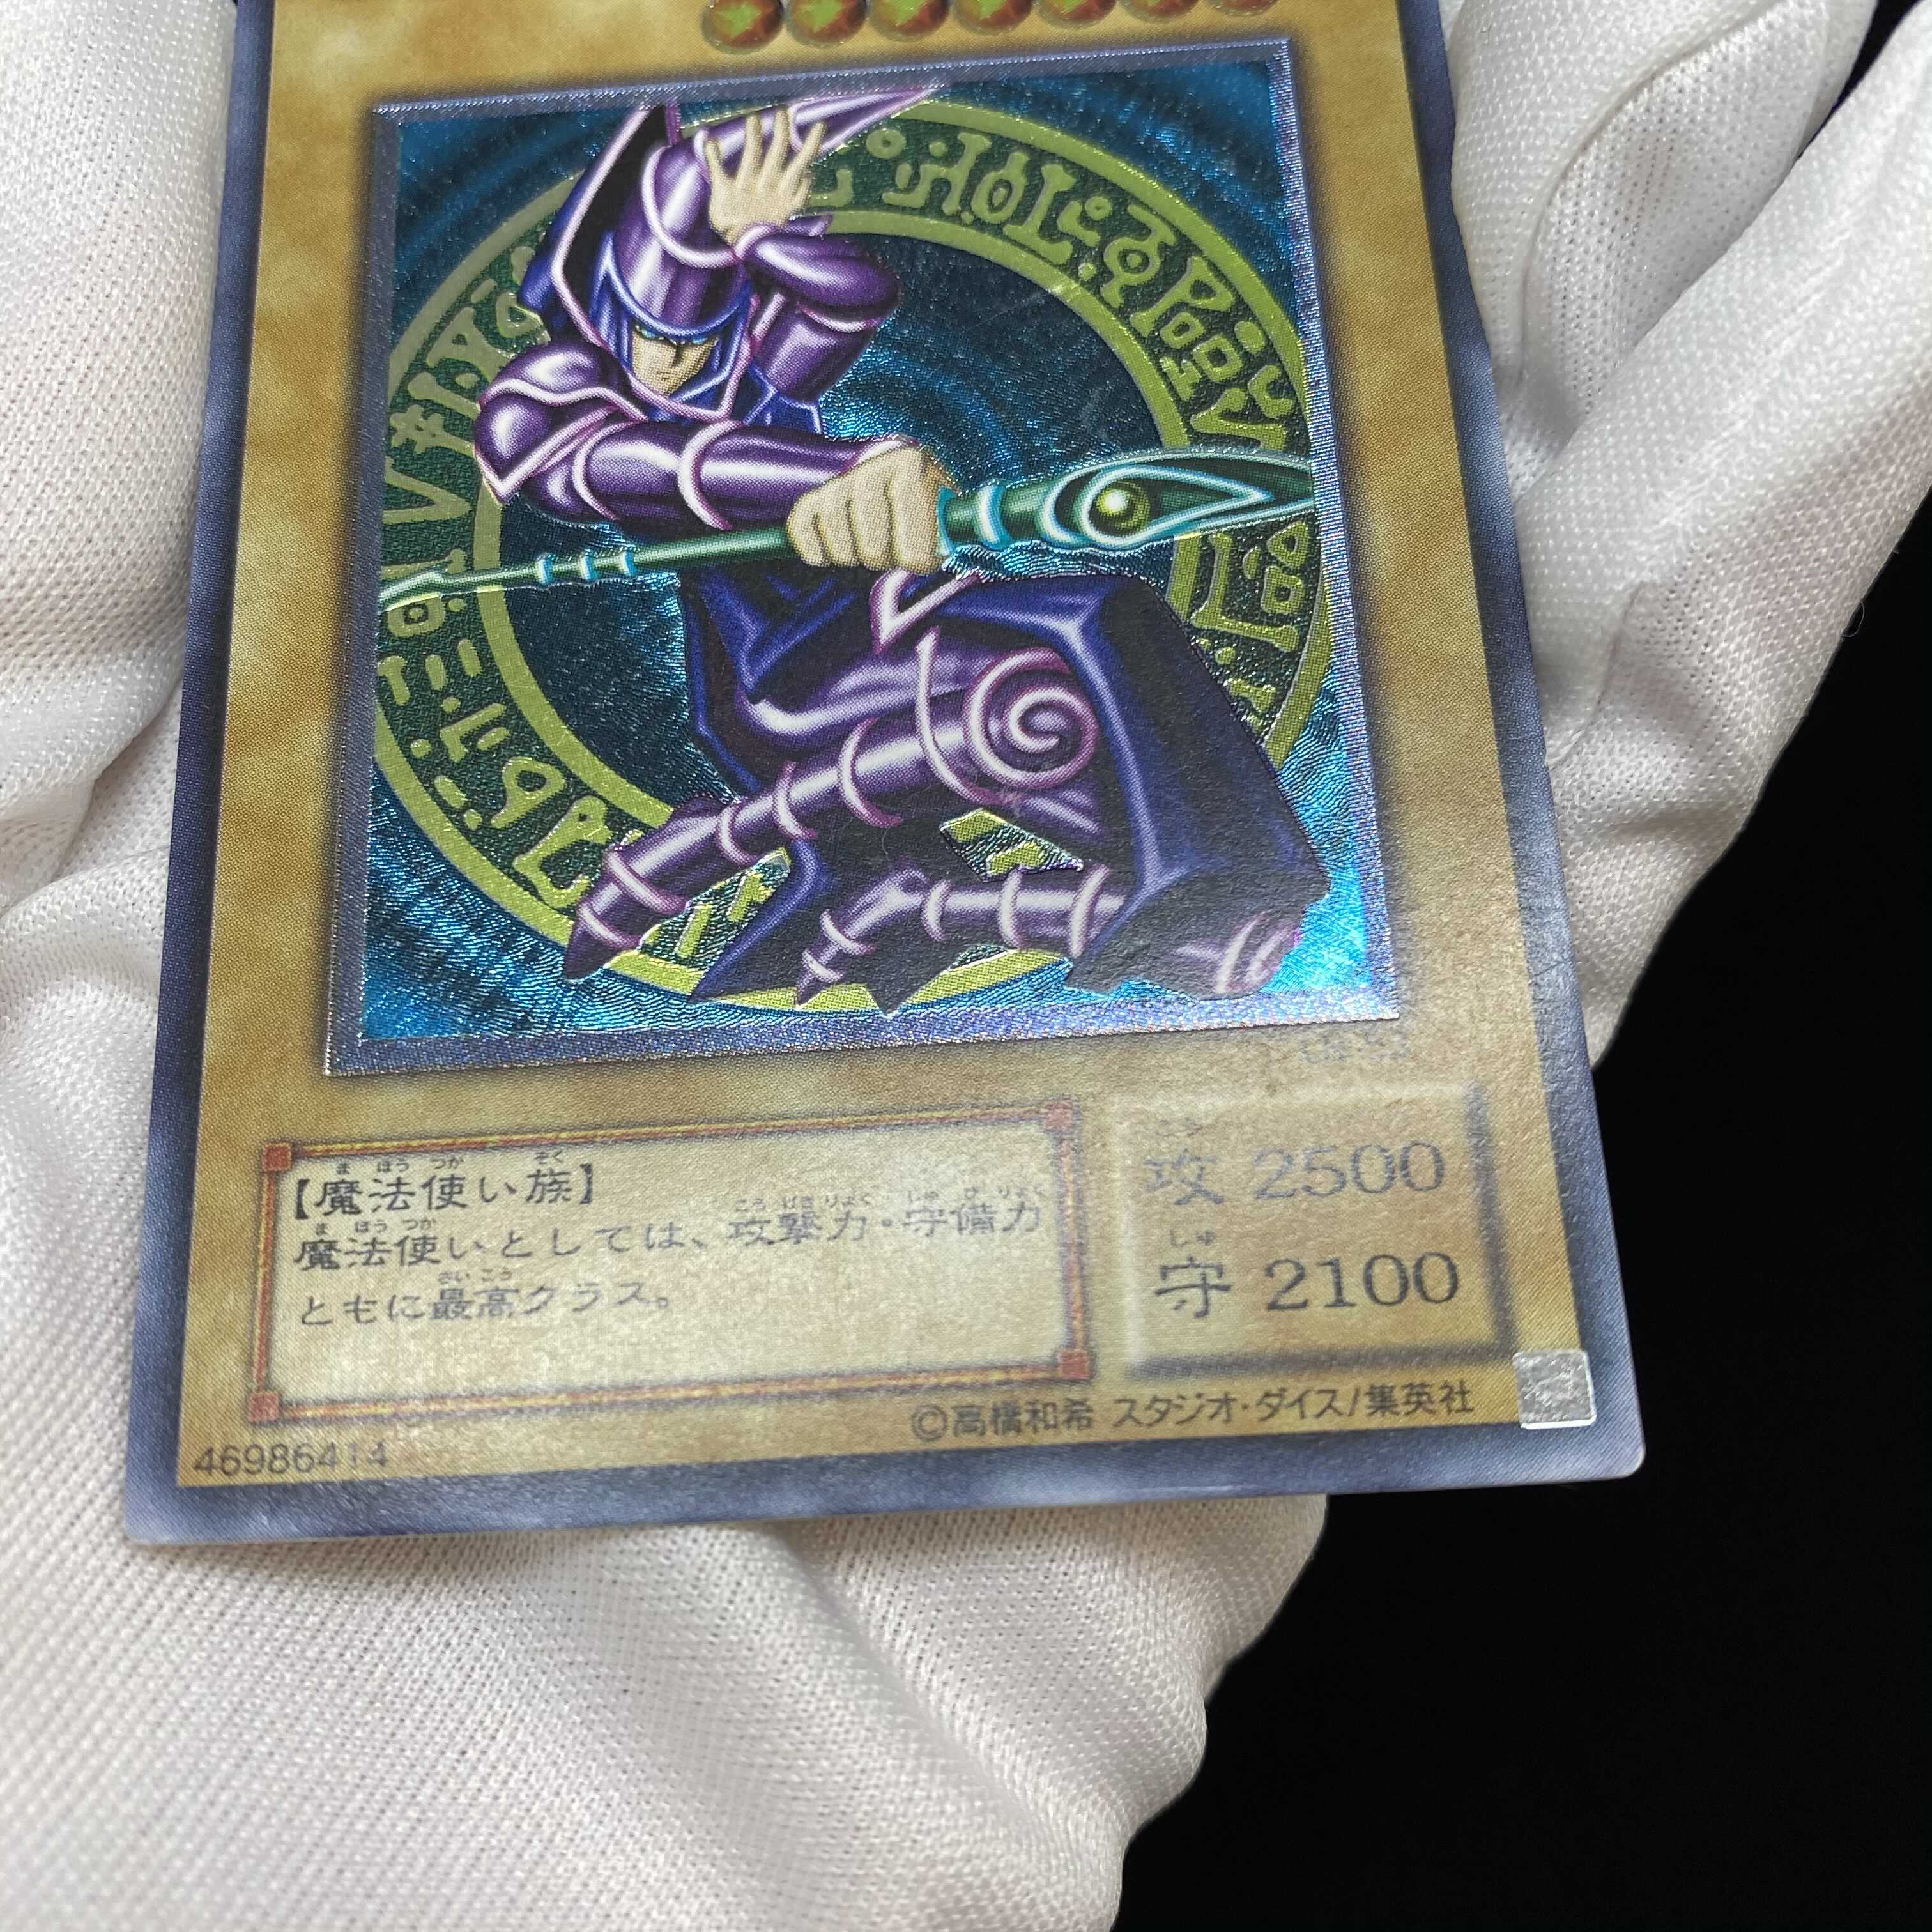 【魔法使い族】
魔法使いとしては、攻撃力・守備力
ともに最高クラス。
攻 2500
守 2100
46986414
©高橋和希 スタジオ・ダイス/集英社